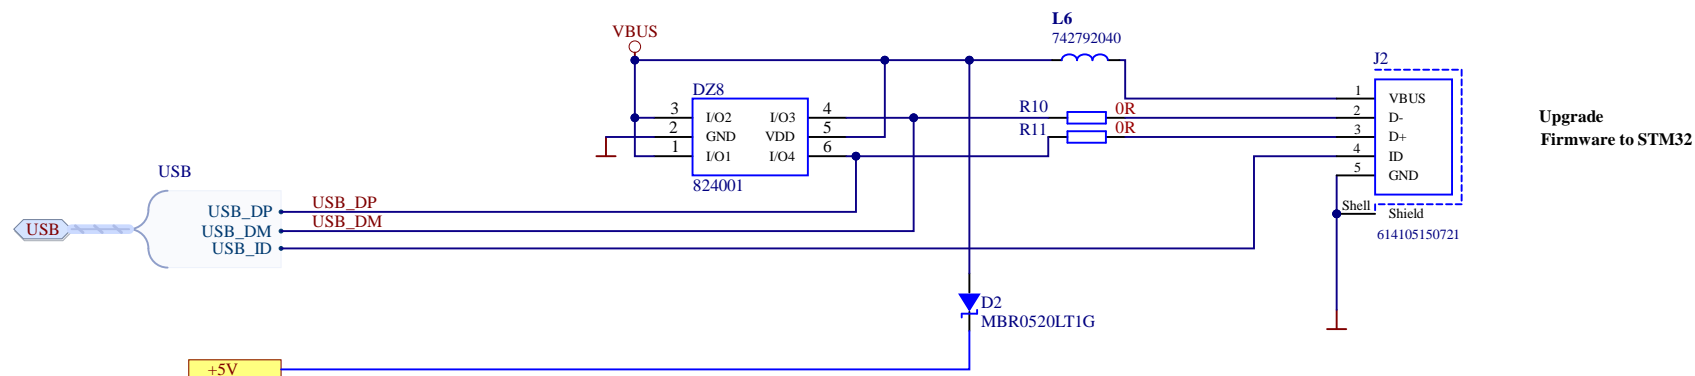 L6
742792040
VBUS
J2
DZ8
3 I/O2 I/O3 4
2 GND VDD 5
1 I/O1 I/O4 6
824001
R10 0R
R11 0R
1 VBUS
2 D-
3 D+
4 ID
5 GND
Shell Shield
614105150721
Upgrade
Firmware to STM32
USB
USB
USB_DP USB_DP
USB_DM USB_DM
USB_ID
D2
MBR0520LT1G
+5V